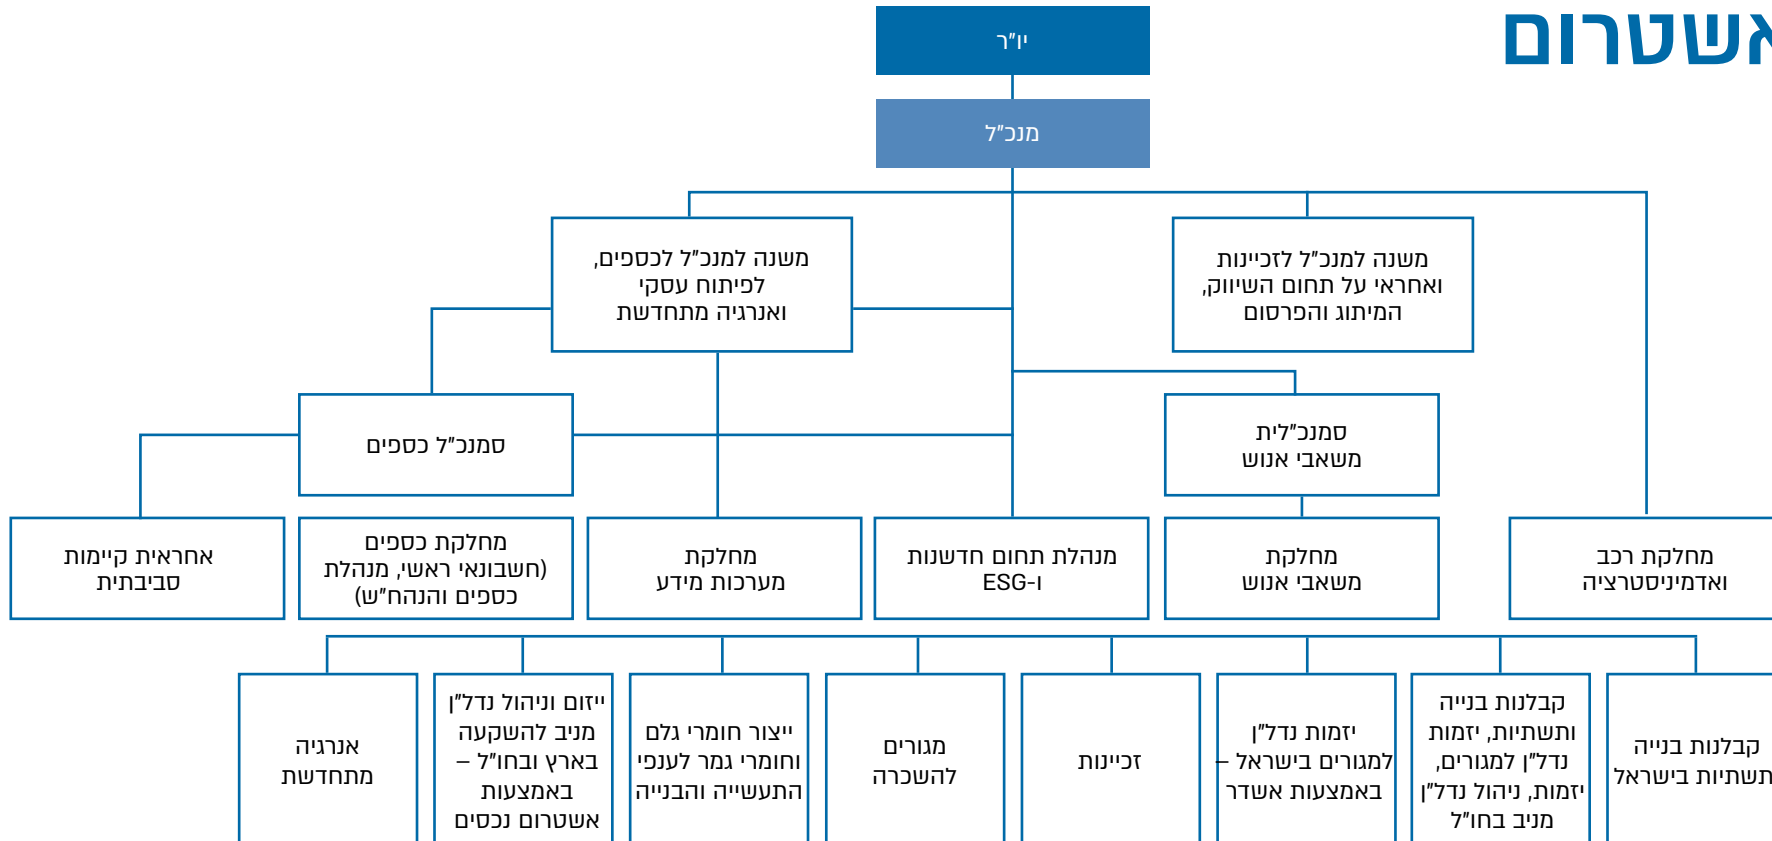 אשטרום
יו"ר
מנכ"ל
משנה למנכ"ל לזכיינות
ואחראי על תחום השיווק,
המיתוג והפרסום
משנה למנכ"ל לכספים,
לפיתוח עסקי
ואנרגיה מתחדשת
סמנכ"לית
משאבי אנוש
סמנכ"ל כספים
מחלקת רכב
ואדמיניסטרציה
מחלקת
משאבי אנוש
מנהלת תחום חדשנות
ו-ESG
מחלקת
מערכות מידע
מחלקת כספים
(חשבונאי ראשי, מנהלת
כספים והנהח"ש)
אחראית קיימות
סביבתית
קבלנות בנייה
תשתיות בישראל
קבלנות בנייה
ותשתיות, יזמות
נדל"ן למגורים,
יזמות, ניהול נדל"ן
מניב בחו"ל
יזמות נדל"ן
למגורים בישראל –
באמצעות אשדר
זכיינות
מגורים
להשכרה
ייצור חומרי גלם
וחומרי גמר לענפי
התעשייה והבנייה
ייזום וניהול נדל"ן
מניב להשקעה
בארץ ובחו"ל –
באמצעות
אשטרום נכסים
אנרגיה
מתחדשת